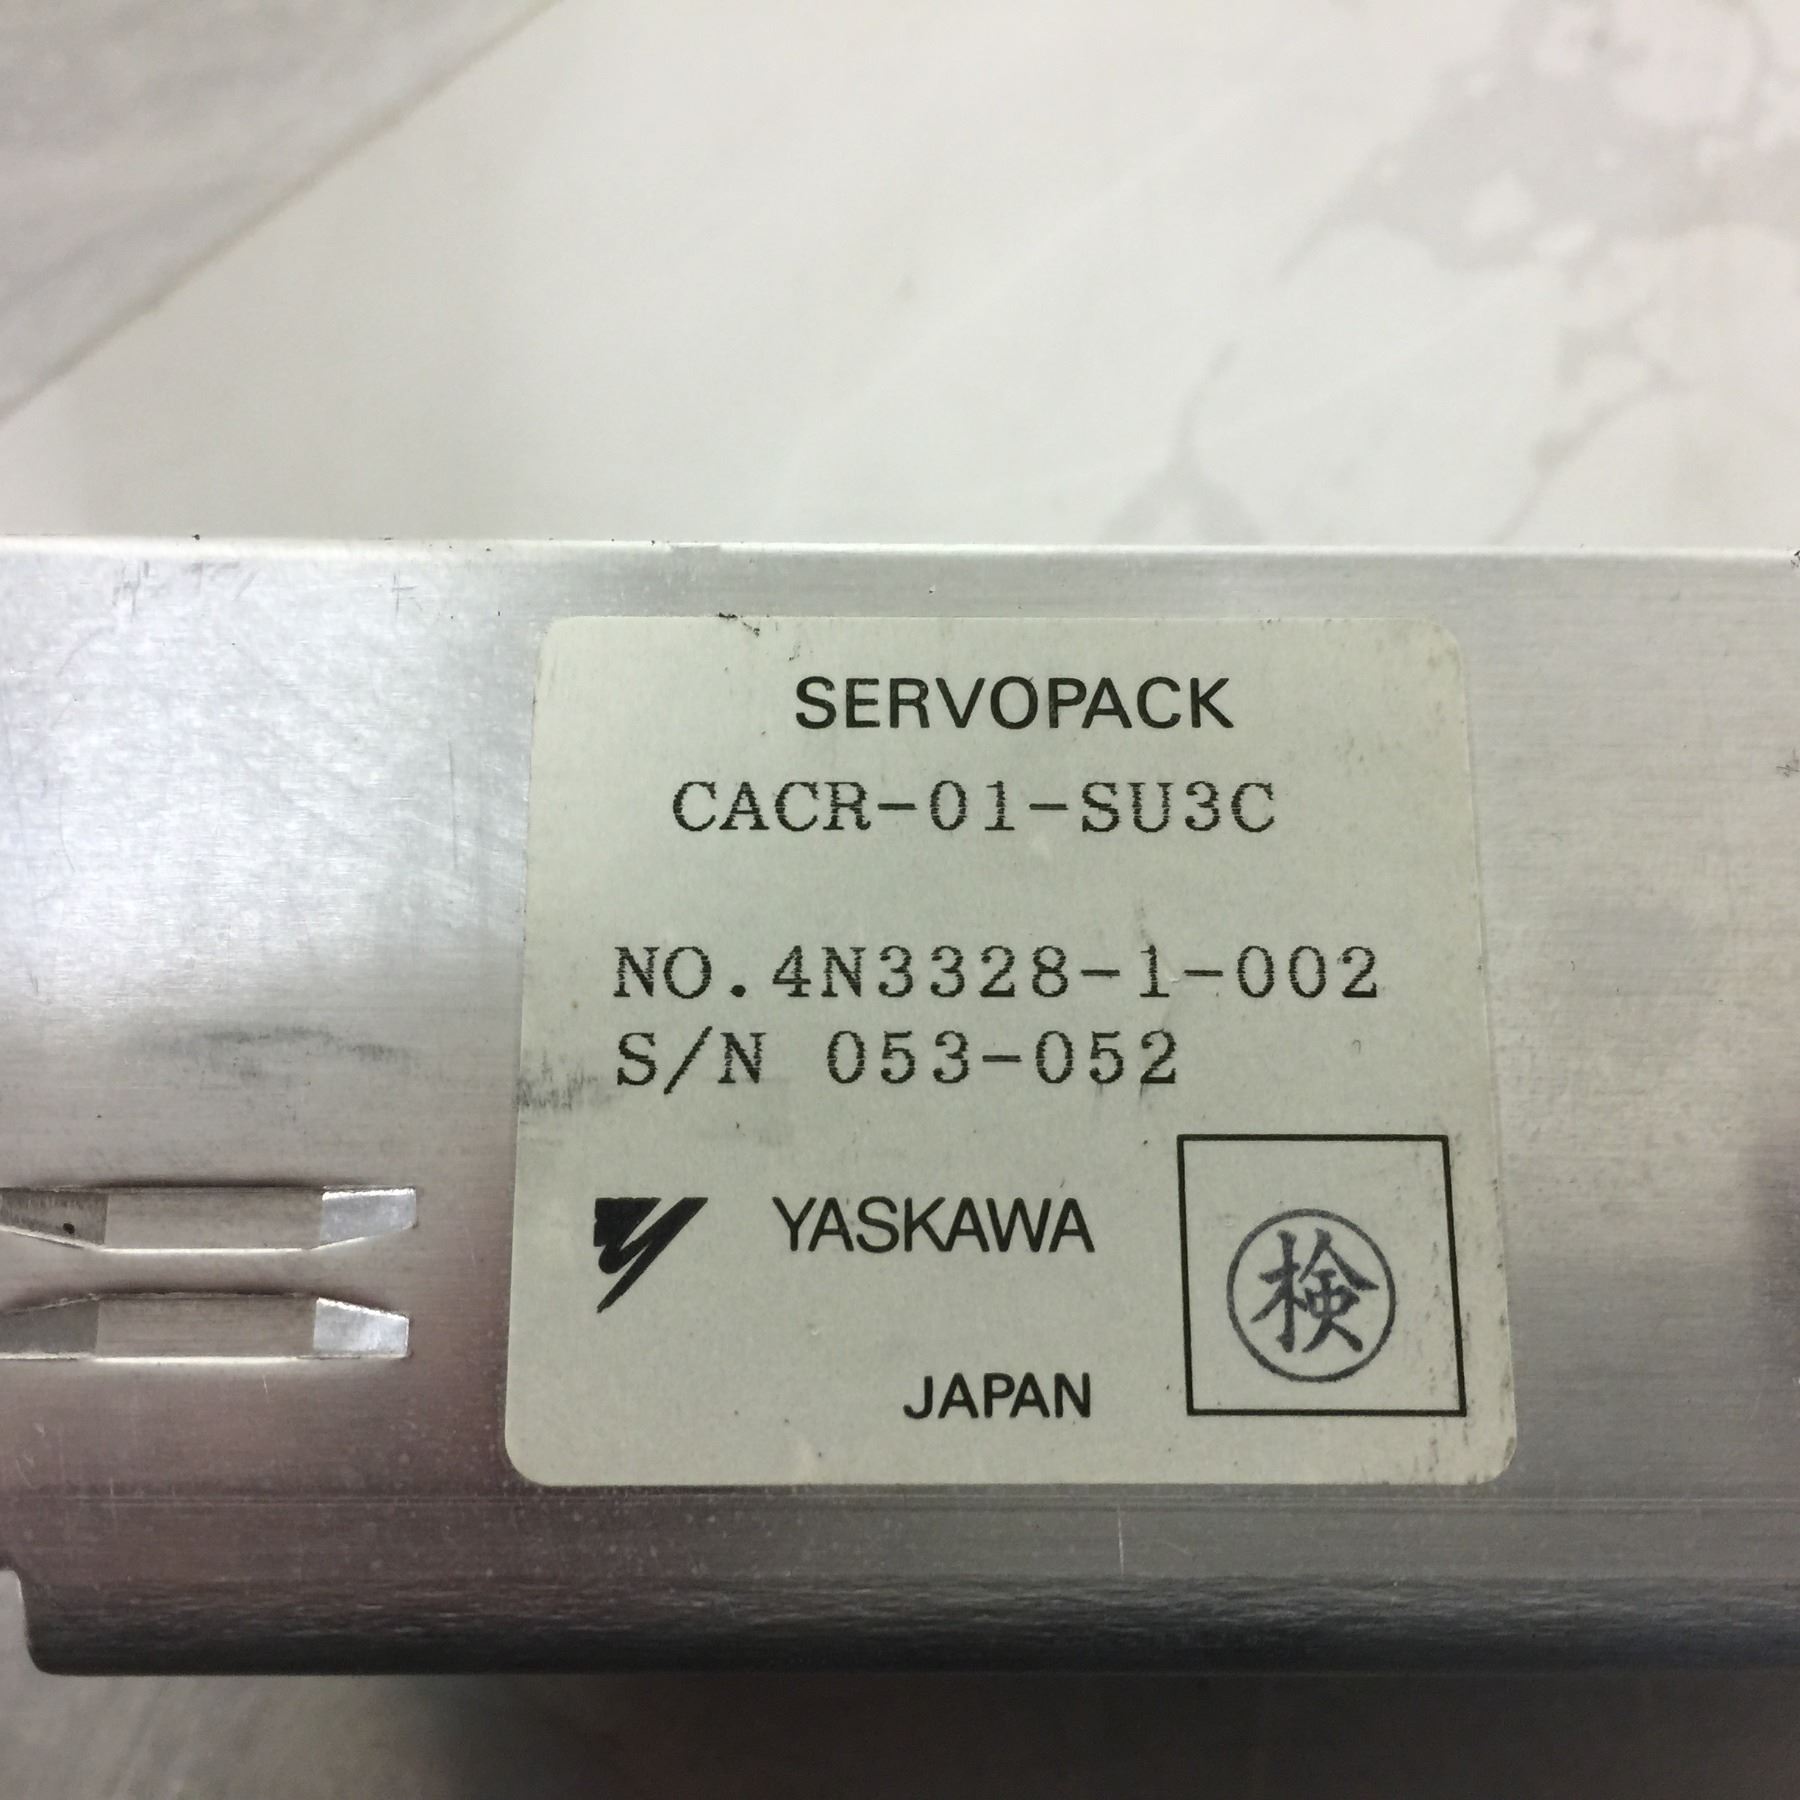 SERVOPACK
CACR-01-SU3C
NO.4N3328-1-002
S/N 053-052
YASKAWA
検
JAPAN